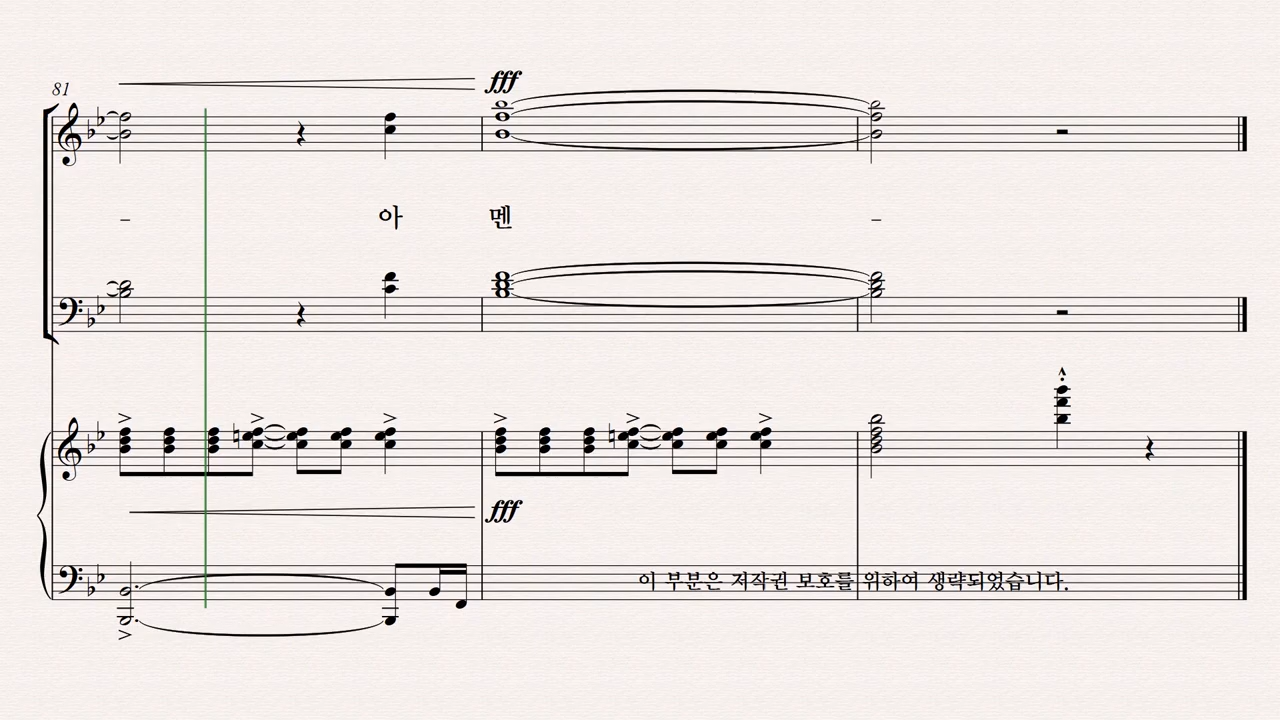 81
fff
– 아 멘 –
fff
이 부분은 저작권 보호를 위하여 생략되었습니다.